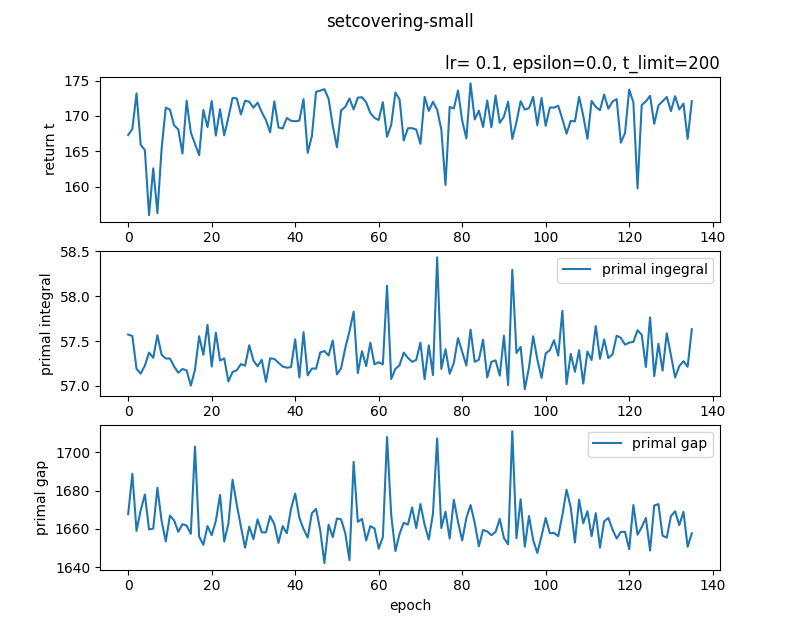 setcovering-small
lr= 0.1, epsilon=0.0, t_limit=200
return t
175
170
165
160
0 20 40 60 80 100 120 140
primal integral
58.5
58.0
57.5
57.0
primal ingegral
0 20 40 60 80 100 120 140
primal gap
1700
1680
1660
1640
primal gap
0 20 40 60 80 100 120 140
epoch